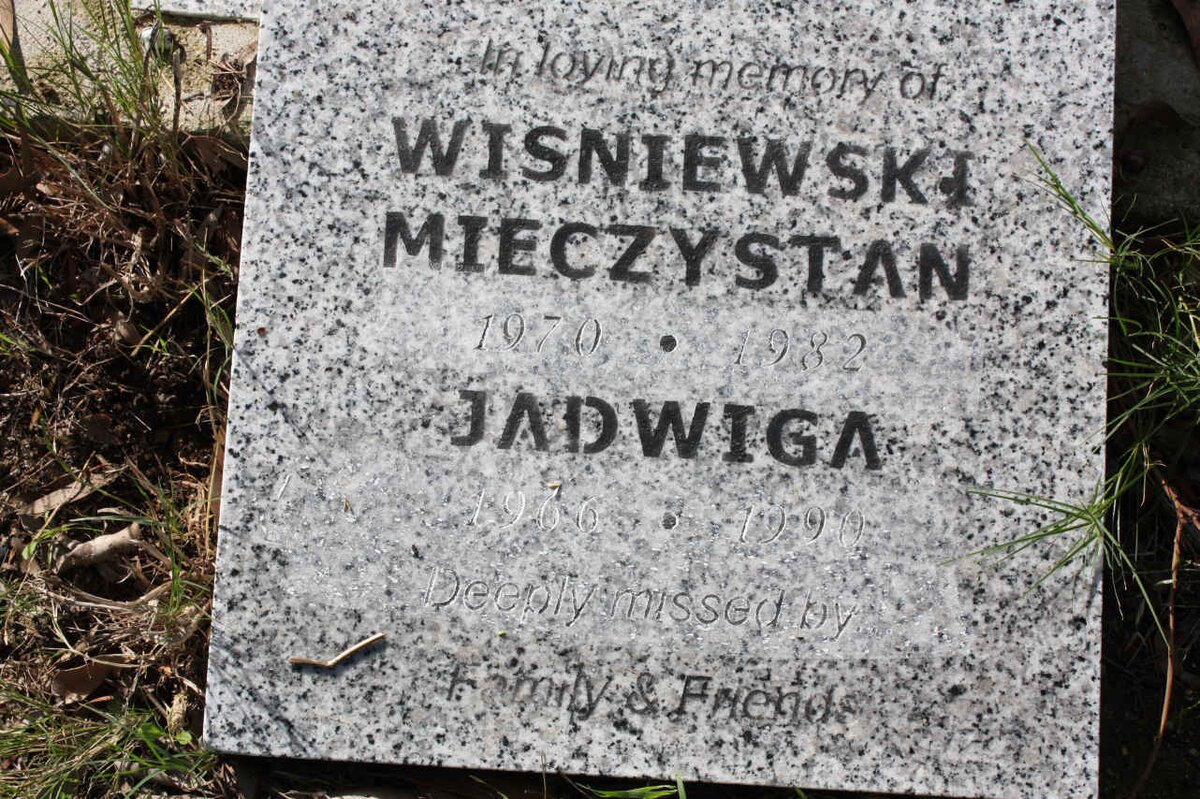 In loving memory of
WISNIEWSKI
MIECZYSTAN
1970 • 1982
JADWIGA
1966 • 1990
Deeply missed by
Family & Friends